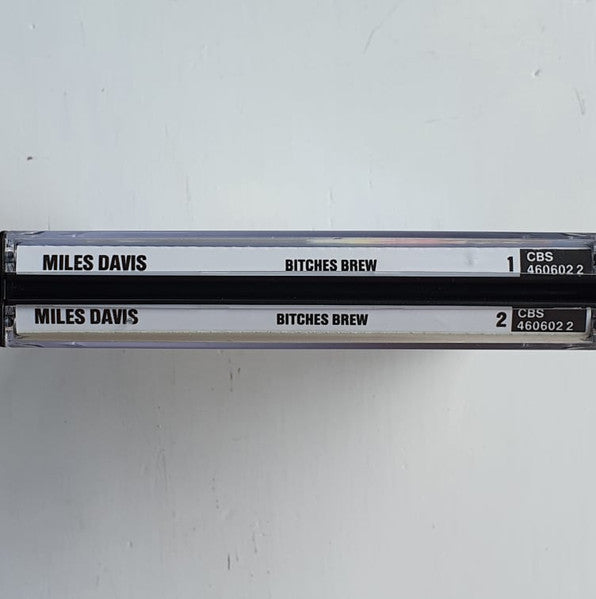 MILES DAVIS BITCHES BREW 1 CBS
460602 2
MILES DAVIS BITCHES BREW 2 CBS
460602 2